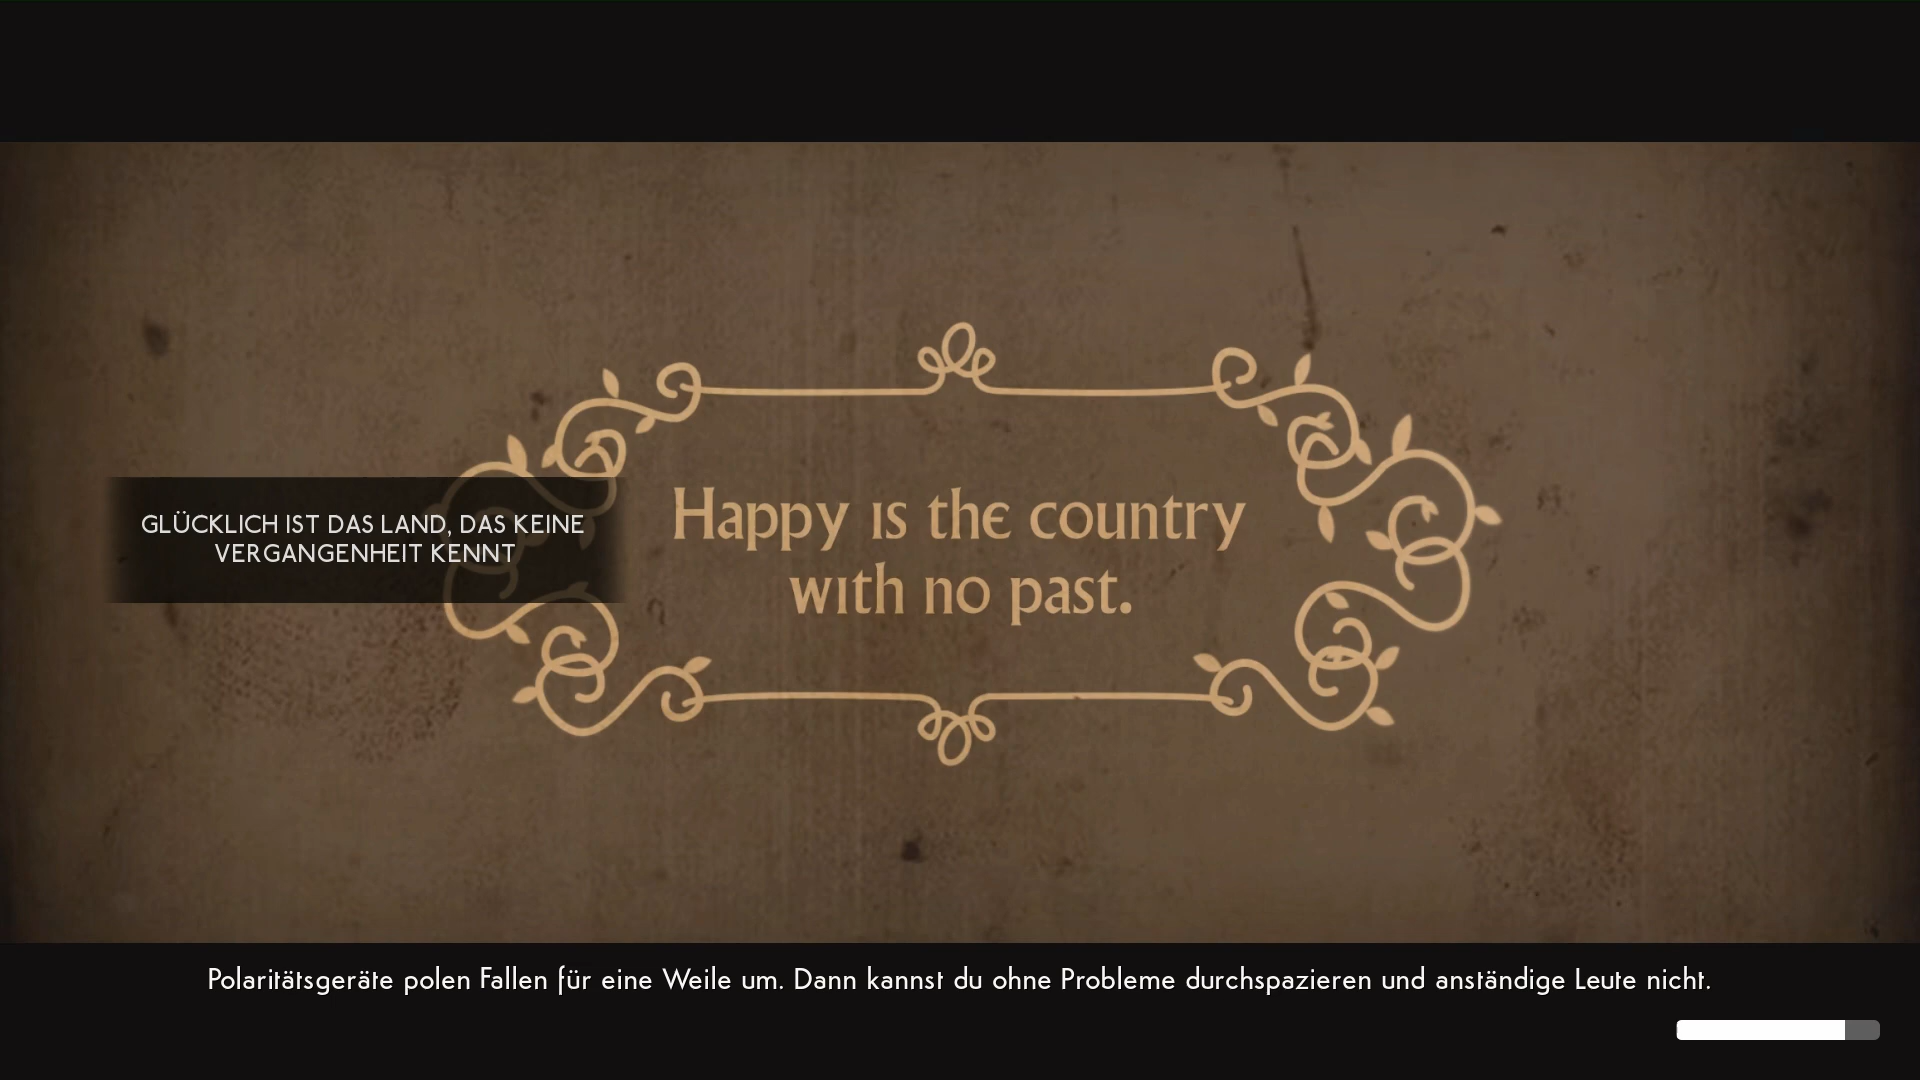 GLÜCKLICH IST DAS LAND, DAS KEINE
VERGANGENHEIT KENNT
Happy is the country
with no past.
Polaritätsgeräte polen Fallen für eine Weile um. Dann kannst du ohne Probleme durchspazieren und anständige Leute nicht.